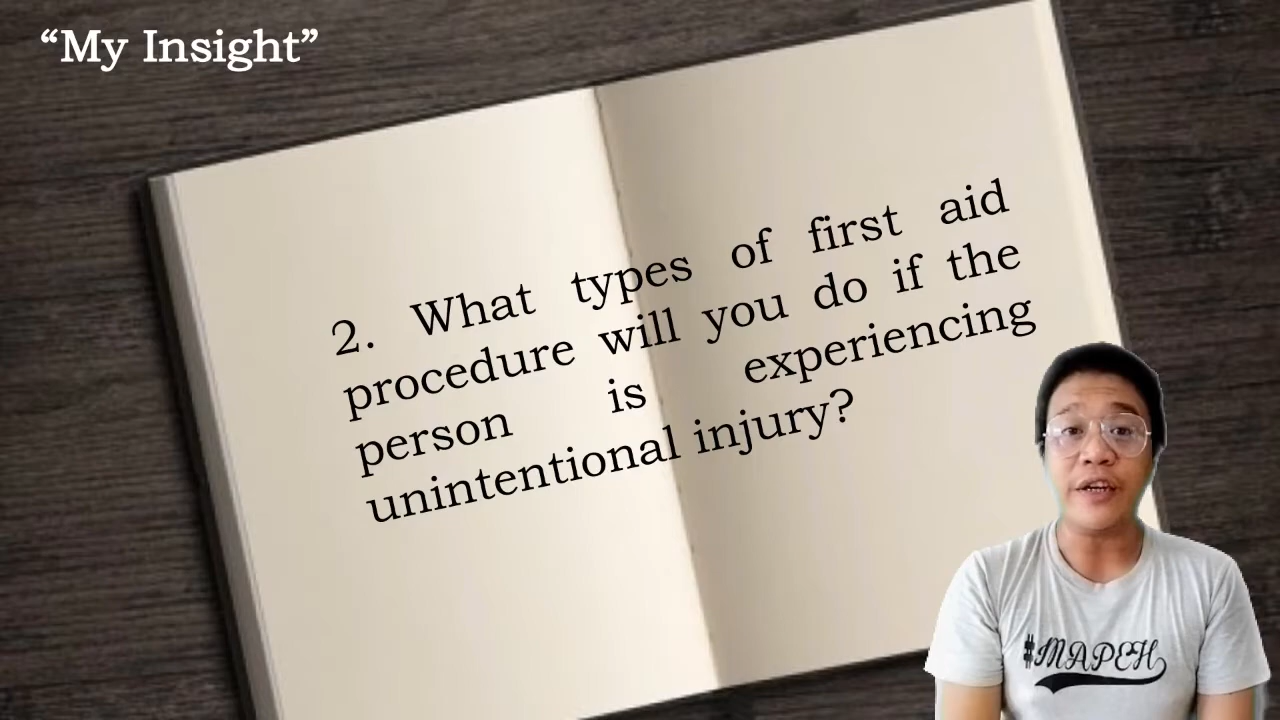 “My Insight”
2. What types of first aid
procedure will you do if the
person is experiencing
unintentional injury?
#MAPEH